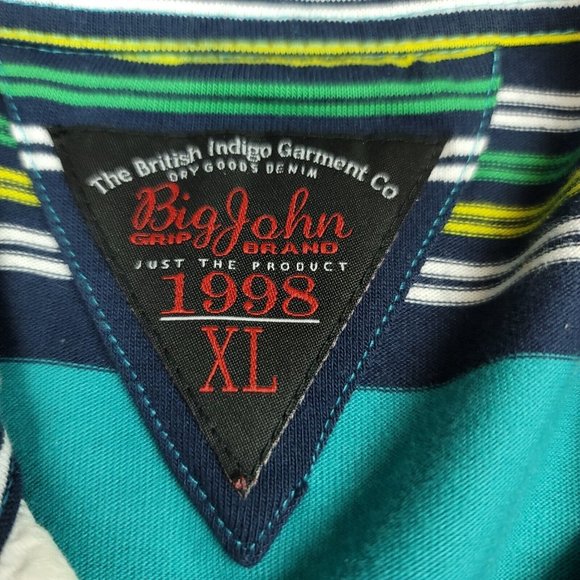 The British Indigo Garment Co
DRY GOODS DENIM
Big John
GRIP BRAND
JUST THE PRODUCT
1998
XL